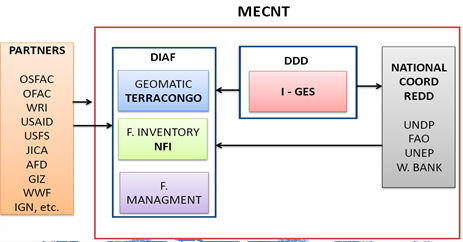 MECNT
PARTNERS
OSFAC
OFAC
WRI
USAID
USFS
JICA
AFD
GIZ
WWF
IGN, etc.
DIAF
GEOMATIC
TERRACONGO
F. INVENTORY
NFI
F.
MANAGMENT
DDD
I - GES
NATIONAL
COORD
REDD
UNDP
FAO
UNEP
W. BANK